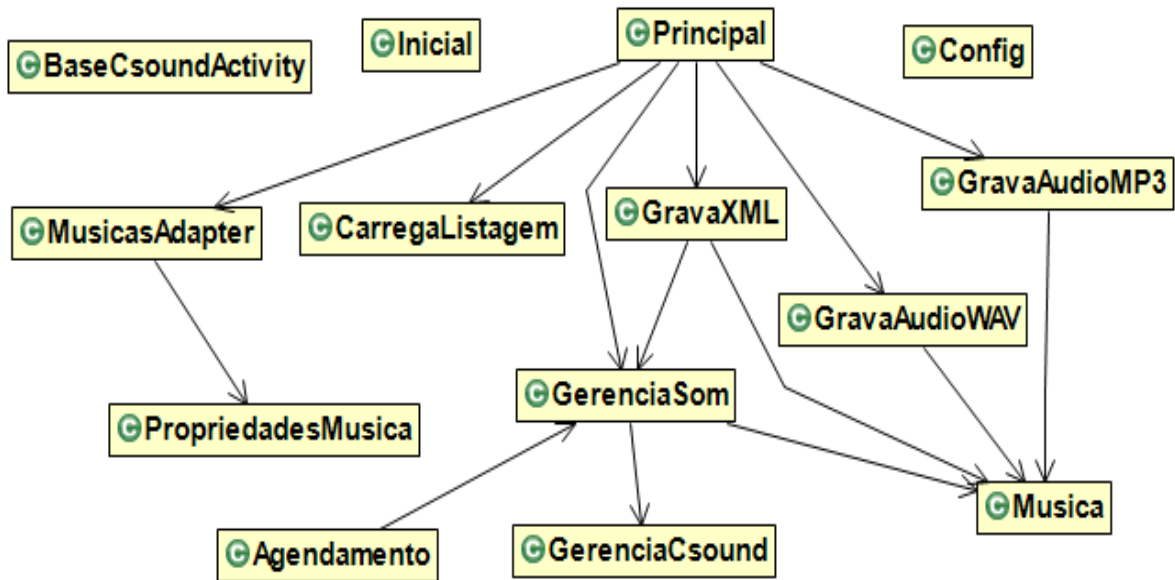 BaseCsoundActivity
Inicial
Principal
Config
MusicasAdapter
CarregaListagem
GravaXML
GravaAudioMP3
GravaAudioWAV
PropriedadesMusica
GerenciaSom
Agendamento
GerenciaCsound
Musica